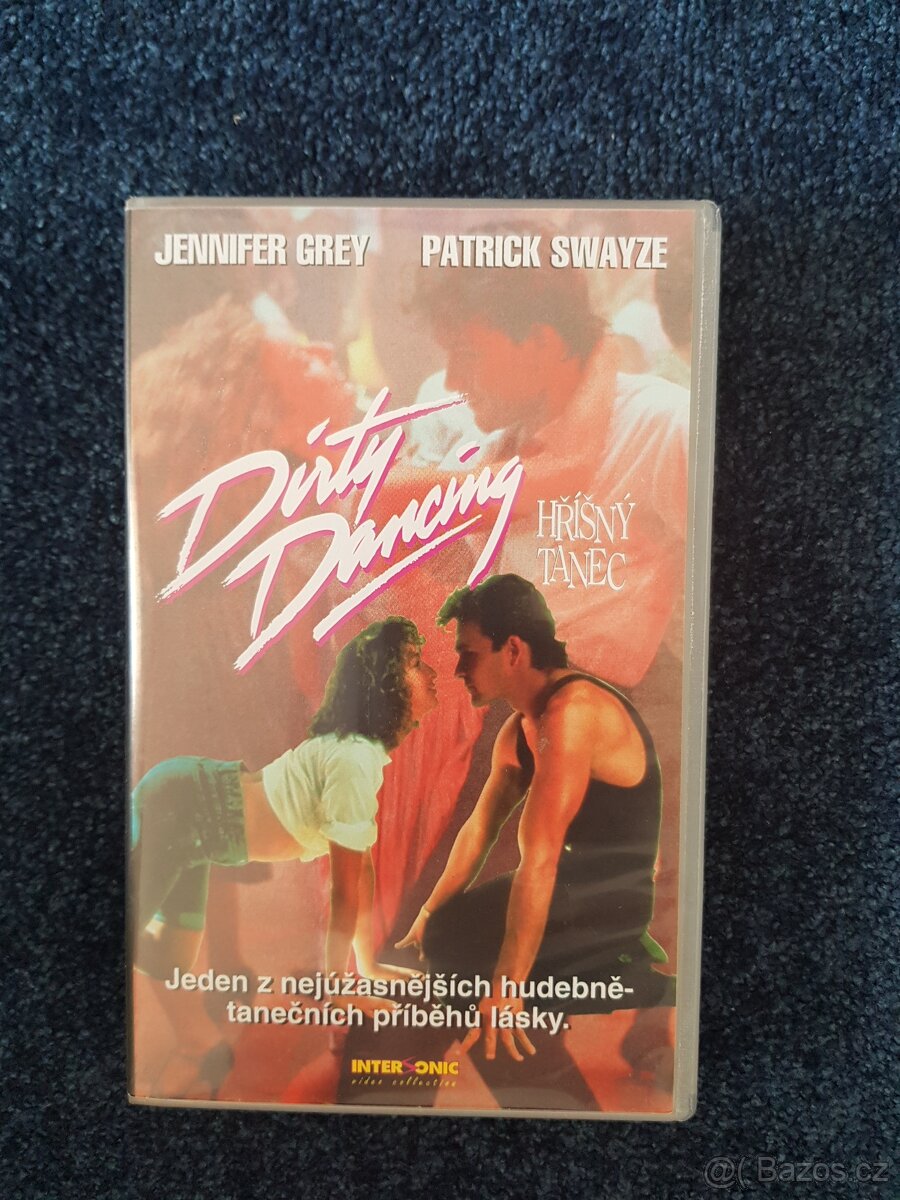 JENNIFER GREY PATRICK SWAYZE
Dirty
Dancing
HŘÍŠNÝ
TANEC
Jeden z nejúžasnějších hudebně-
tanečních příběhů lásky.
INTERSONIC
video collection
@( Bazos.cz